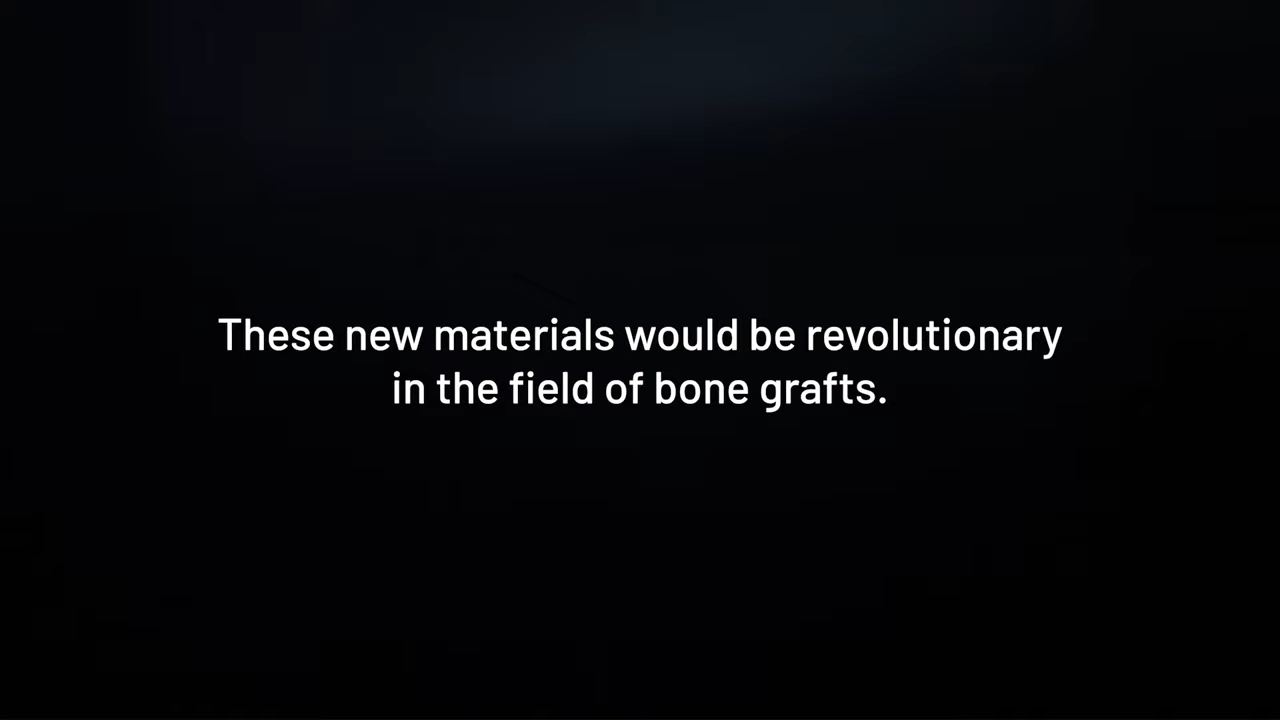 These new materials would be revolutionary
in the field of bone grafts.